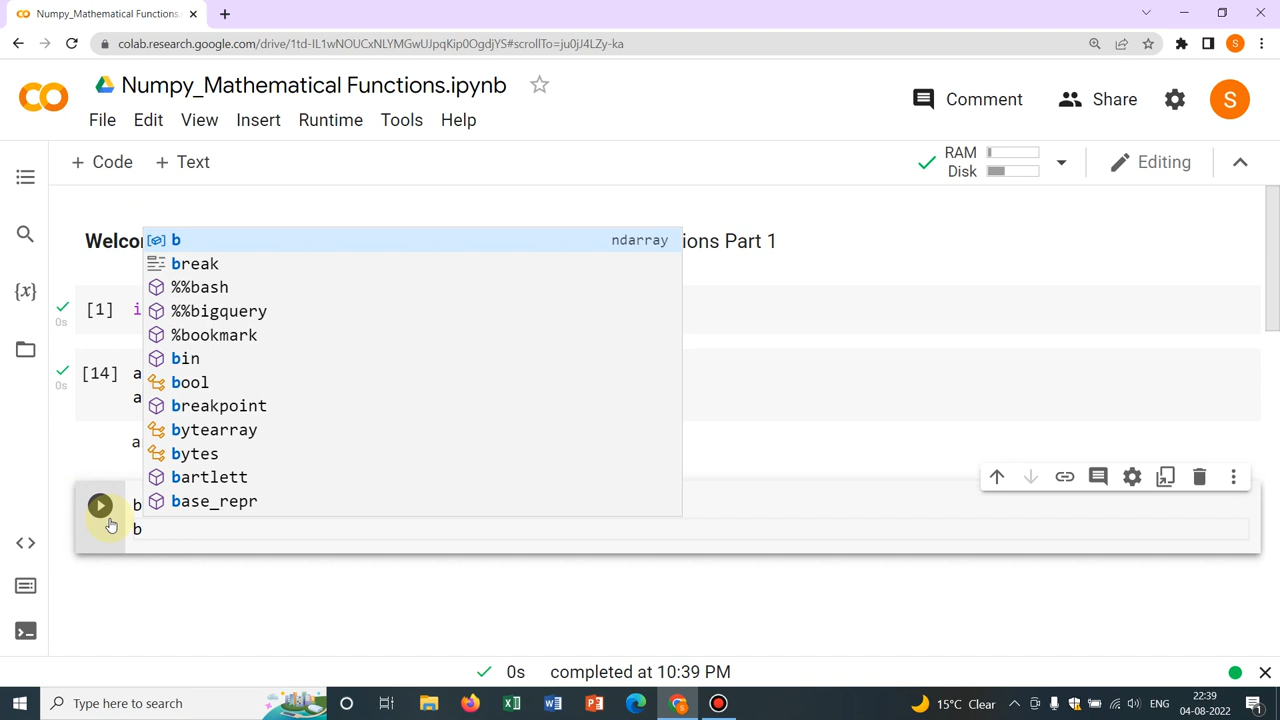 Numpy_Mathematical Functions.
colab.research.google.com/drive/1td-IL1wNOUCxNLYMGwUJpqKip0OgdjYS#scrollTo=ju0jJ4LZy-ka
S
CO
Numpy_Mathematical Functions.ipynb
Comment
Share
S
File Edit View Insert Runtime Tools Help
+ Code + Text
RAM
Disk
Editing
Welco
ions Part 1
b ndarray
break
%%bash
%%bigquery
%bookmark
bin
bool
breakpoint
bytearray
bytes
bartlett
base_repr
{x}
[1] i
0s
[14] a
0s
a
a
b
b
0s completed at 10:39 PM
Type here to search
15°C Clear
22:39
04-08-2022
1